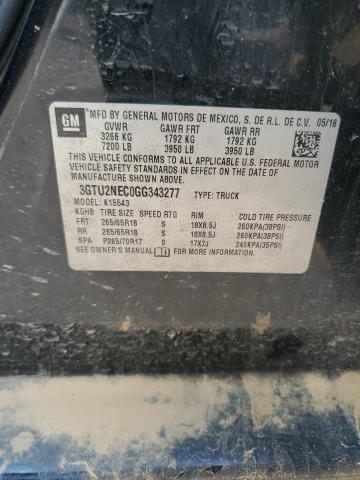 GM MFD BY GENERAL MOTORS DE MEXICO, S. DE R.L. DE C.V. 05/16
GVWR GAWR FRT GAWR RR
3266 KG 1792 KG 1792 KG
7200 LB 3950 LB 3950 LB
THIS VEHICLE CONFORMS TO ALL APPLICABLE U.S. FEDERAL MOTOR
VEHICLE SAFETY STANDARDS IN EFFECT ON THE DATE OF
MANUFACTURE SHOWN ABOVE.
3GTU2NEC0GG343277 TYPE: TRUCK
MODEL: K15543
KGH8 TIRE SIZE SPEED RTG RIM COLD TIRE PRESSURE
FRT 265/65R18 S 18X8.5J 260KPA(38PSI)
RR 265/65R18 S 18X8.5J 260KPA(38PSI)
SPA P265/70R17 S 17X7J 240KPA(35PSI)
SEE OWNER'S MANUAL FOR MORE INFORMATION.